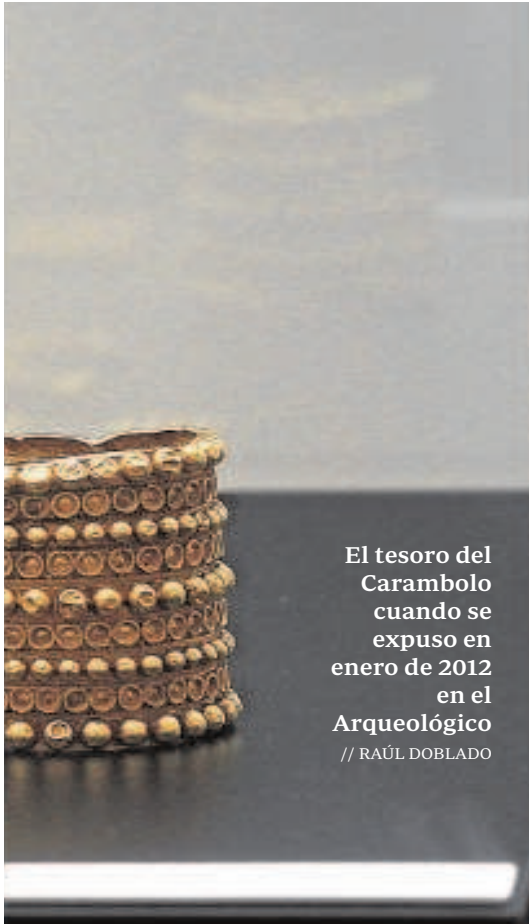 El tesoro del
Carambolo
cuando se
expuso en
enero de 2012
en el
Arqueológico
// RAÚL DOBLADO